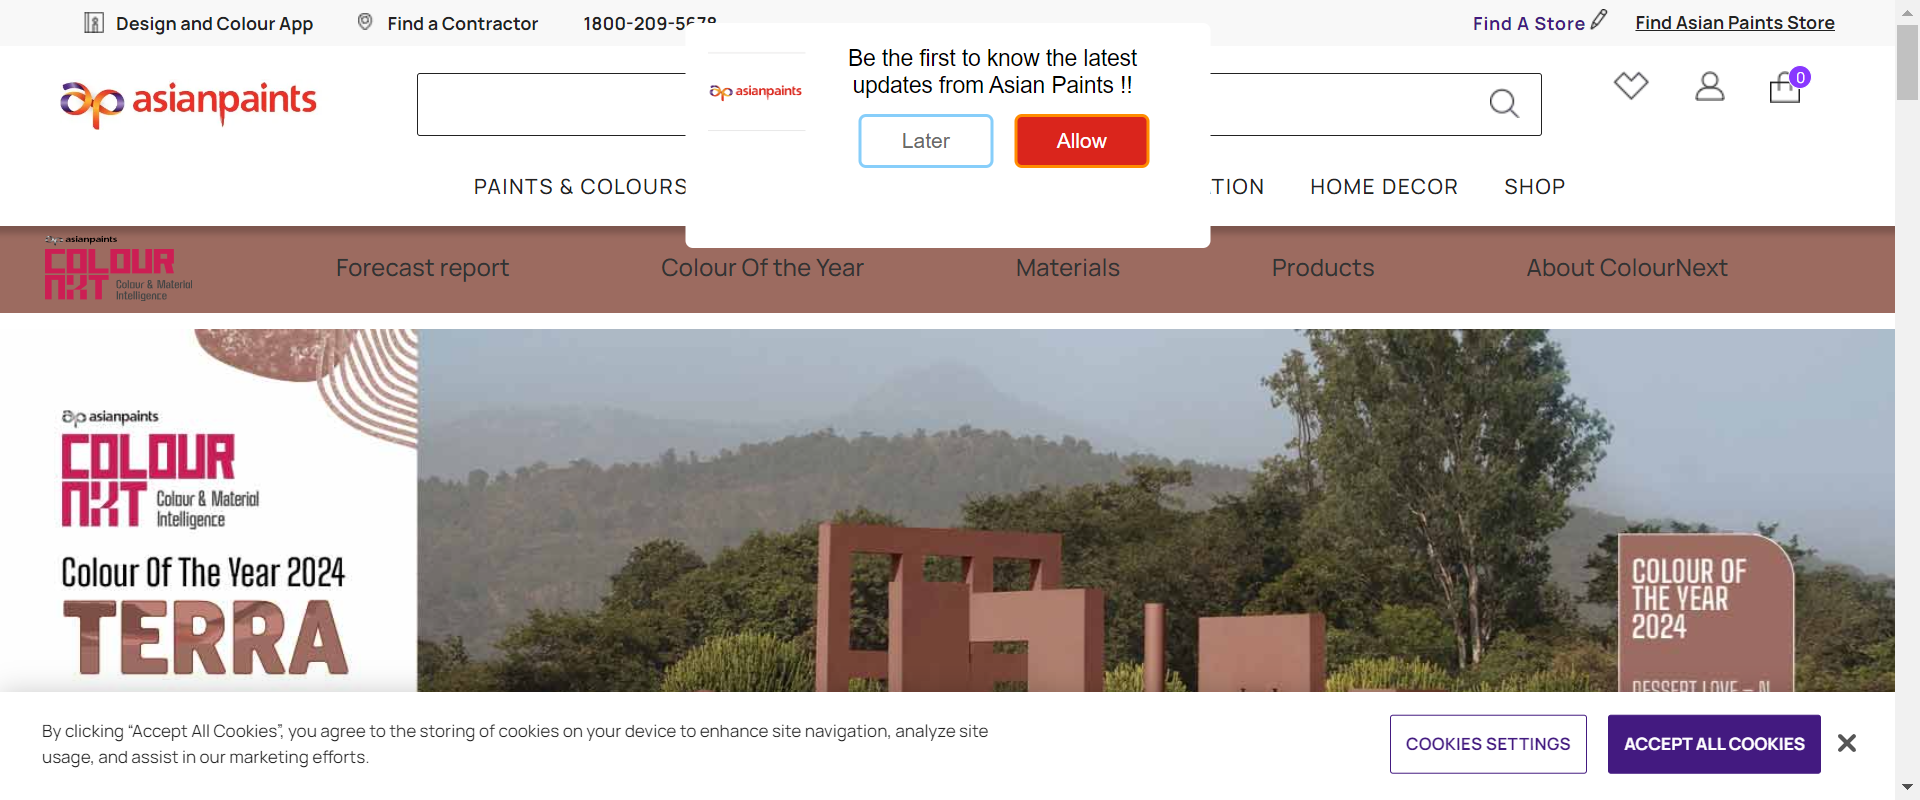 Design and Colour App
Find a Contractor
1800-209-5678
Find A Store
Find Asian Paints Store
asianpaints
asianpaints
Be the first to know the latest
updates from Asian Paints !!
Later
Allow
0
PAINTS & COLOURS
TION
HOME DECOR
SHOP
asianpaints
COLOUR
NXT
Colour & Material
Intelligence
Forecast report
Colour Of the Year
Materials
Products
About ColourNext
asianpaints
COLOUR
NXT
Colour & Material
Intelligence
Colour Of The Year 2024
TERRA
COLOUR OF
THE YEAR
2024
DESSERT LOVE – N
By clicking “Accept All Cookies”, you agree to the storing of cookies on your device to enhance site navigation, analyze site
usage, and assist in our marketing efforts.
COOKIES SETTINGS
ACCEPT ALL COOKIES